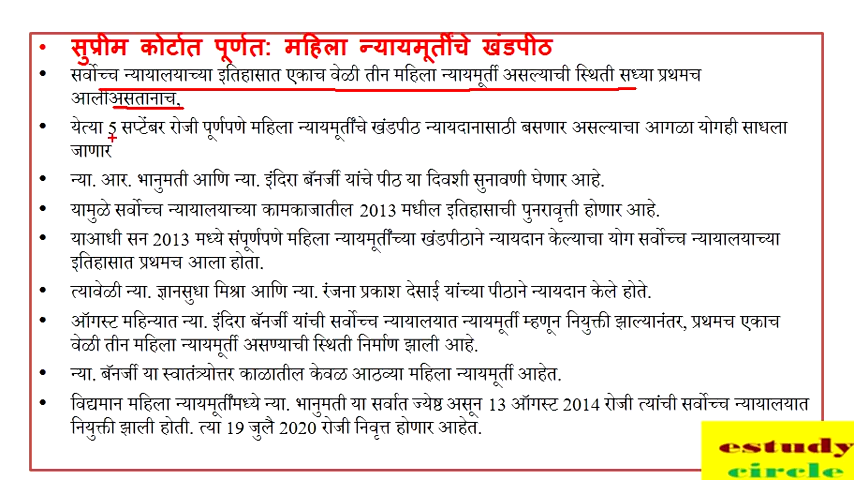 • सुप्रीम कोर्टात पूर्णत: महिला न्यायमूर्तींचे खंडपीठ
• सर्वोच्च न्यायालयाच्या इतिहासात एकाच वेळी तीन महिला न्यायमूर्ती असल्याची स्थिती सध्या प्रथमच
आलीअसतानाच,
• येत्या 5 सप्टेंबर रोजी पूर्णपणे महिला न्यायमूर्तींचे खंडपीठ न्यायदानासाठी बसणार असल्याचा आगळा योगही साधला
जाणार
• न्या. आर. भानुमती आणि न्या. इंदिरा बॅनर्जी यांचे पीठ या दिवशी सुनावणी घेणार आहे.
• यामुळे सर्वोच्च न्यायालयाच्या कामकाजातील 2013 मधील इतिहासाची पुनरावृत्ती होणार आहे.
• याआधी सन 2013 मध्ये संपूर्णपणे महिला न्यायमूर्तींच्या खंडपीठाने न्यायदान केल्याचा योग सर्वोच्च न्यायालयाच्या
इतिहासात प्रथमच आला होता.
• त्यावेळी न्या. ज्ञानसुधा मिश्रा आणि न्या. रंजना प्रकाश देसाई यांच्या पीठाने न्यायदान केले होते.
• ऑगस्ट महिन्यात न्या. इंदिरा बॅनर्जी यांची सर्वोच्च न्यायालयात न्यायमूर्ती म्हणून नियुक्ती झाल्यानंतर, प्रथमच एकाच
वेळी तीन महिला न्यायमूर्ती असण्याची स्थिती निर्माण झाली आहे.
• न्या. बॅनर्जी या स्वातंत्र्योत्तर काळातील केवळ आठव्या महिला न्यायमूर्ती आहेत.
• विद्यमान महिला न्यायमूर्तींमध्ये न्या. भानुमती या सर्वात ज्येष्ठ असून 13 ऑगस्ट 2014 रोजी त्यांची सर्वोच्च न्यायालयात
नियुक्ती झाली होती. त्या 19 जुलै 2020 रोजी निवृत्त होणार आहेत.
estudy
circle